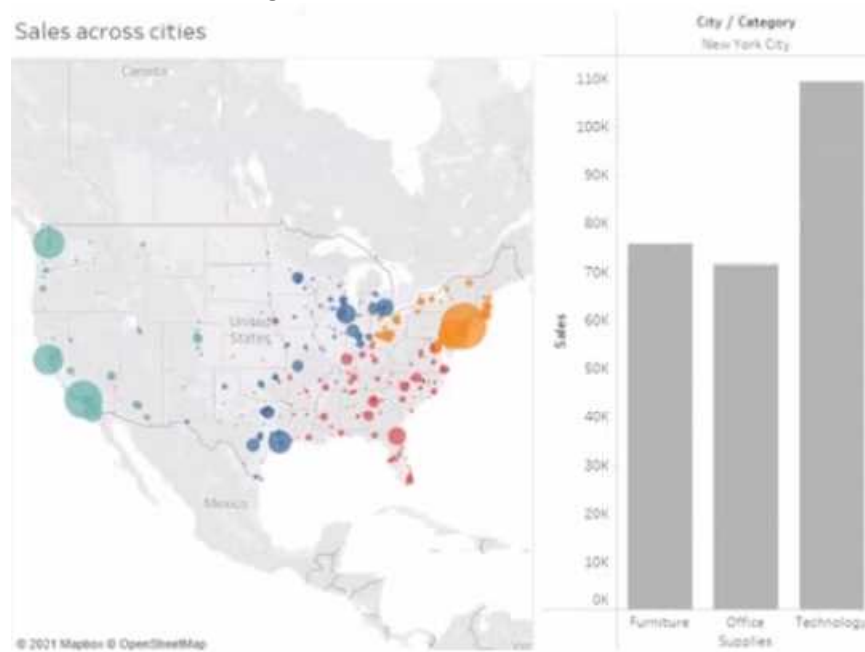 Sales across cities
Canada
United
States
Mexico
© 2021 Mapbox © OpenStreetMap
City / Category
New York City
Sales
110K
100K
90K
80K
70K
60K
50K
40K
30K
20K
10K
0K
Furniture
Office
Supplies
Technology